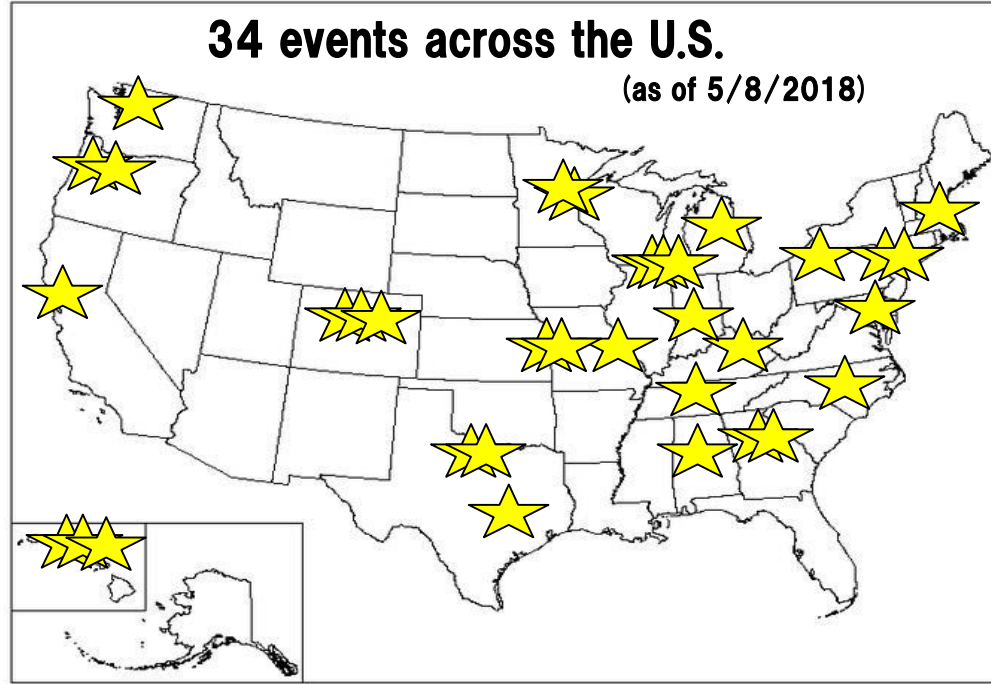 34 events across the U.S.
(as of 5/8/2018)